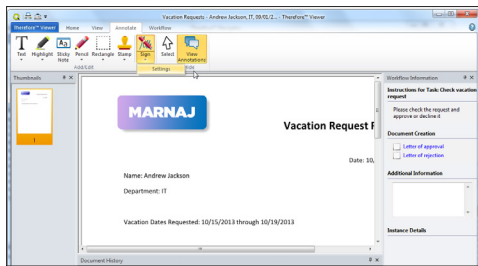 Vacation Requests - Andrew Jackson, IT, 09/01/2... - Therefore™ Viewer
Therefore™ Viewer Home View Annotate Workflow
Text Highlight Sticky Note Pencil Rectangle Stamp Sign Select View Annotations
Add/Edit
Settings
Thumbnails
1
MARNAJ
Vacation Request F
Date: 10,
Name: Andrew Jackson
Department: IT
Vacation Dates Requested: 10/15/2013 through 10/19/2013
Document History
Workflow Information
Instructions for Task: Check vacation
request
Please check the request and
approve or decline it
Document Creation
Letter of approval
Letter of rejection
Additional Information
Instance Details